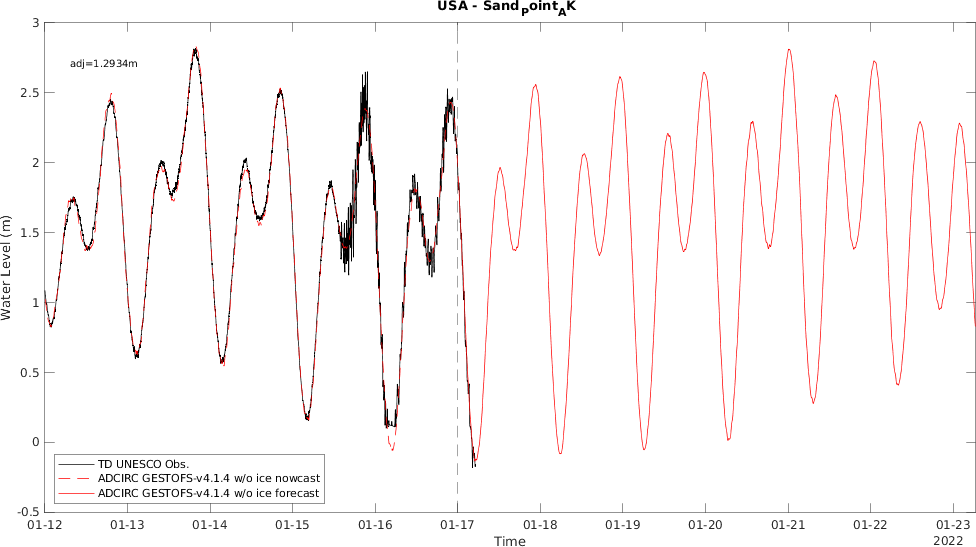 USA - Sand_Point_AK
3
adj=1.2934m
2.5
2
1.5
Water Level (m)
1
0.5
0
TD UNESCO Obs.
ADCIRC GESTOFS-v4.1.4 w/o ice nowcast
ADCIRC GESTOFS-v4.1.4 w/o ice forecast
-0.5
01-12 01-13 01-14 01-15 01-16 01-17 01-18 01-19 01-20 01-21 01-22 01-23
Time 2022